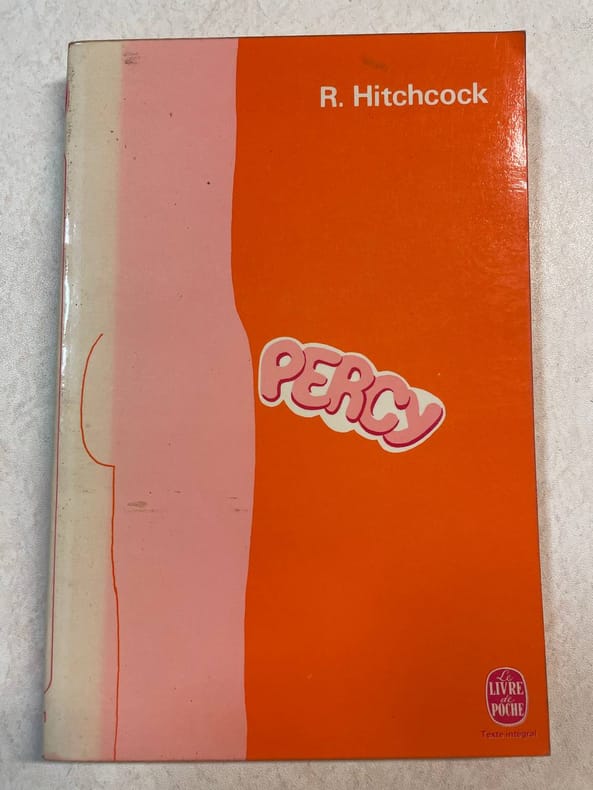 R. Hitchcock
PERCY
Le
LIVRE
de
POCHE
Texte intégral